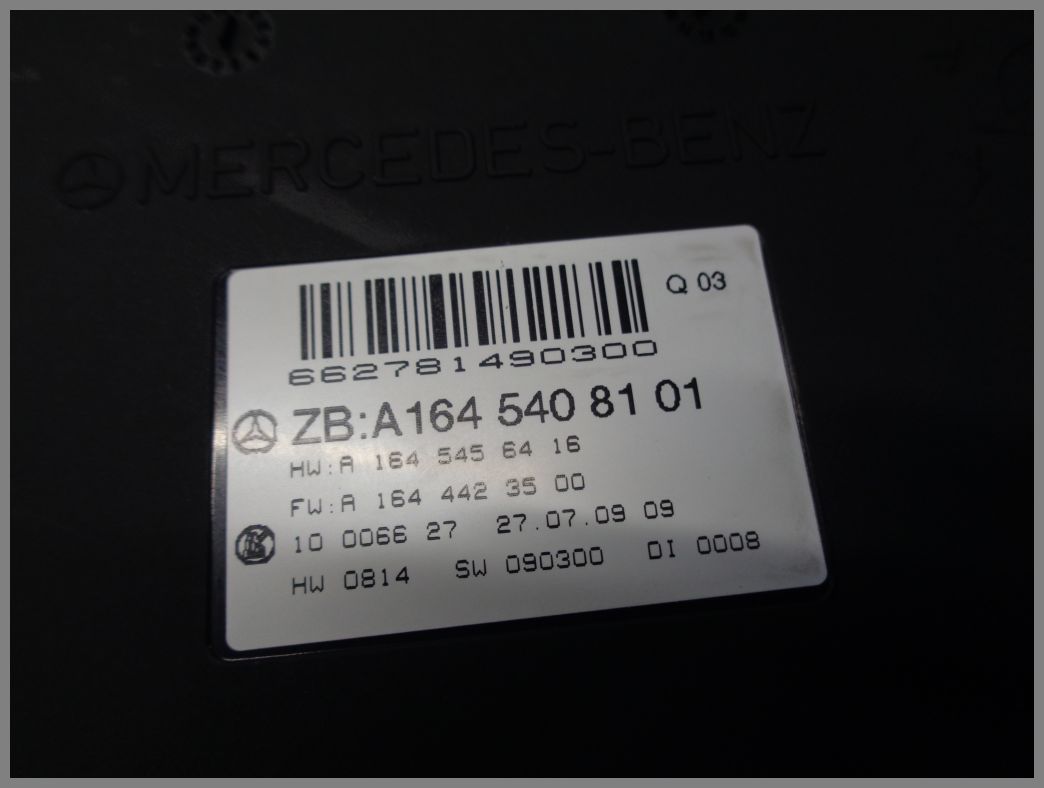 MERCEDES-BENZ
Q 03
662781490300
ZB:A164 540 81 01
HW:A 164 545 64 16
FW:A 164 442 35 00
10 0066 27 27.07.09 09
HW 0814 SW 090300 DI 0008